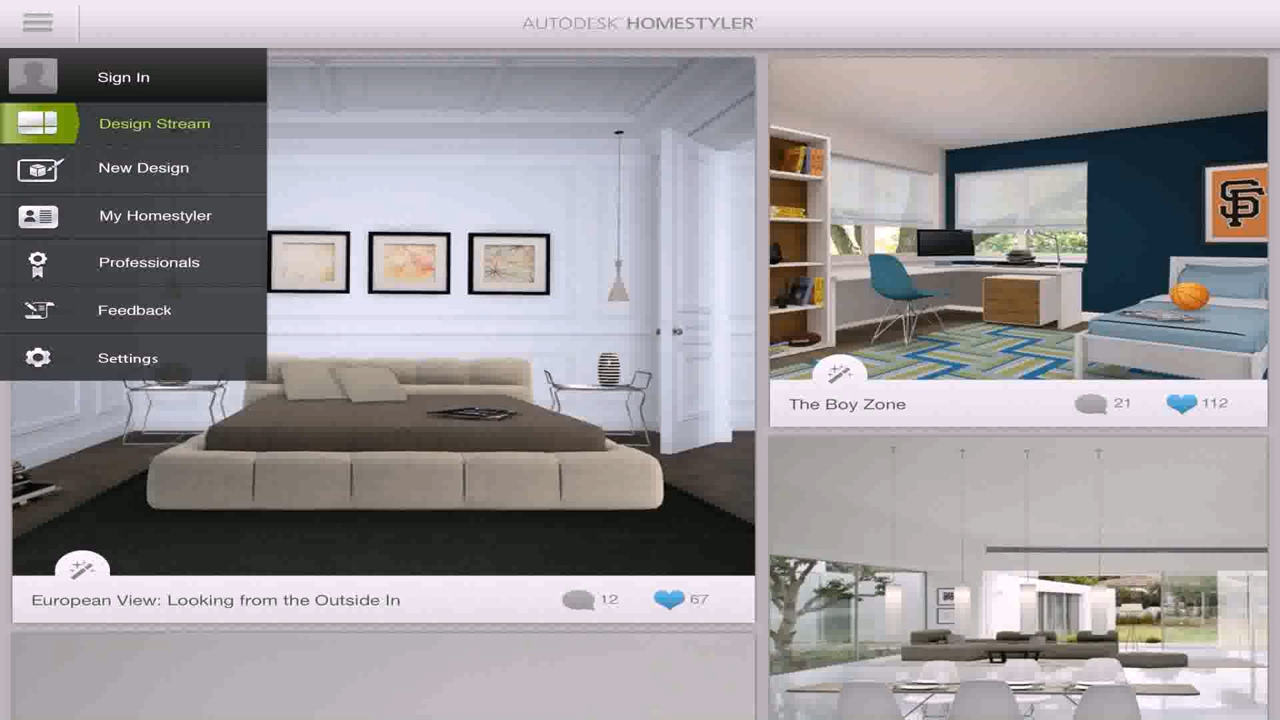 AUTODESK HOMESTYLER
Sign In
Design Stream
New Design
My Homestyler
Professionals
Feedback
Settings
SF
The Boy Zone
21
112
European View: Looking from the Outside In
12
67